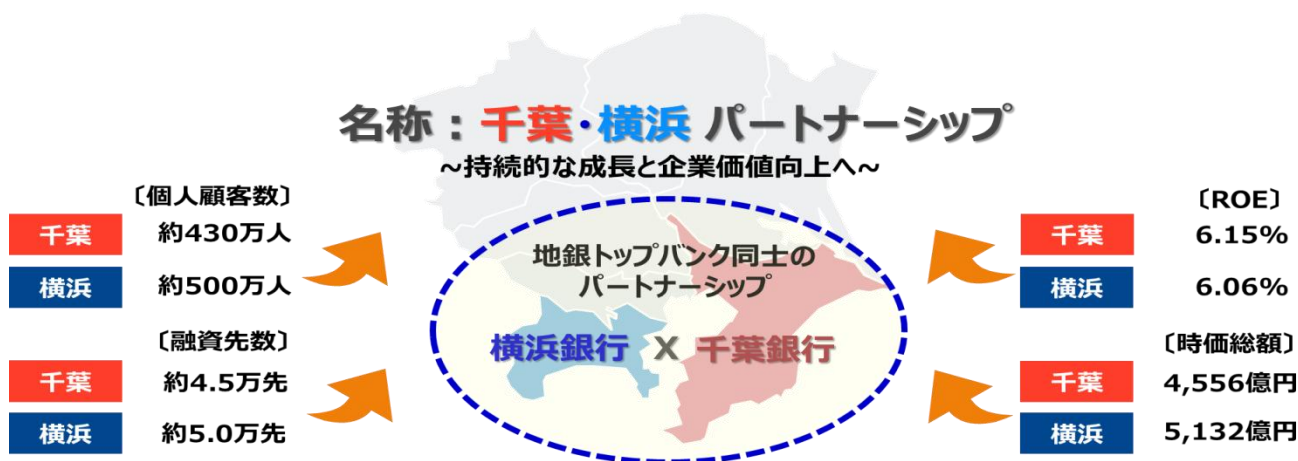 名称：千葉・横浜 パートナーシップ
~持続的な成長と企業価値向上へ~
〔個人顧客数〕
千葉 約430万人
横浜 約500万人
〔融資先数〕
千葉 約4.5万先
横浜 約5.0万先
地銀トップバンク同士の
パートナーシップ
横浜銀行 X 千葉銀行
〔ROE〕
千葉 6.15%
横浜 6.06%
〔時価総額〕
千葉 4,556億円
横浜 5,132億円